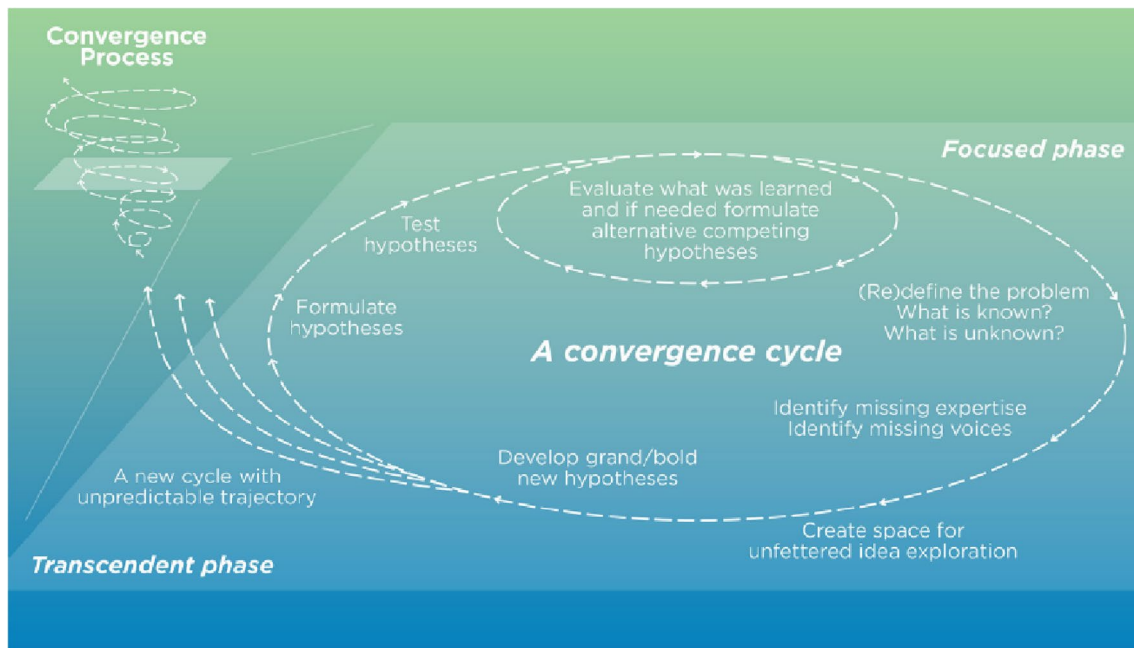 Convergence
Process
Focused phase
Evaluate what was learned
and if needed formulate
alternative competing
hypotheses
Test
hypotheses
(Re)define the problem
What is known?
What is unknown?
Formulate
hypotheses
A convergence cycle
Identify missing expertise
Identify missing voices
Develop grand/bold
new hypotheses
A new cycle with
unpredictable trajectory
Create space for
unfettered idea exploration
Transcendent phase